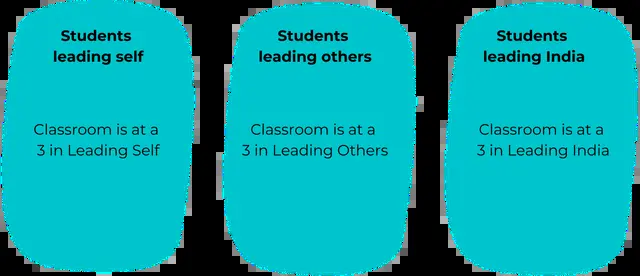 Students
leading self
Classroom is at a
3 in Leading Self
Students
leading others
Classroom is at a
3 in Leading Others
Students
leading India
Classroom is at a
3 in Leading India